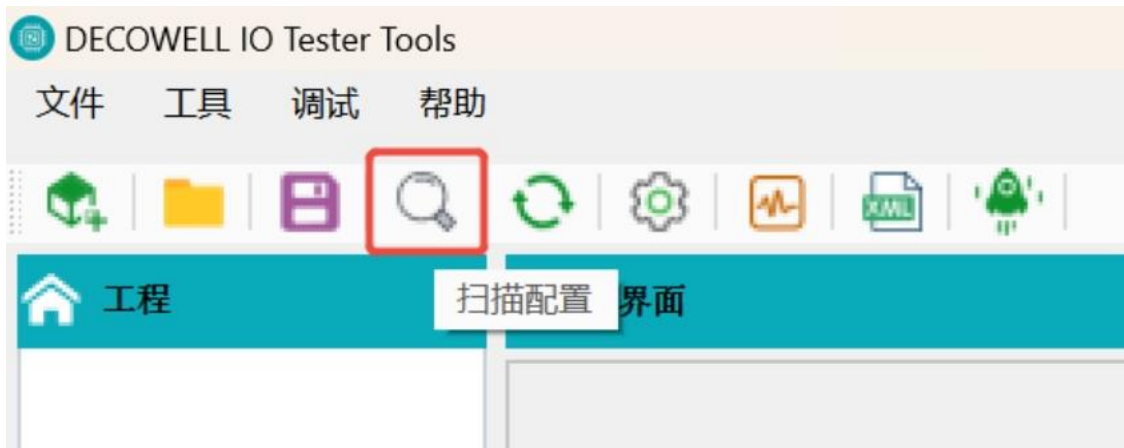 DECOWELL IO Tester Tools
文件 工具 调试 帮助
XML
工程
扫描配置 界面